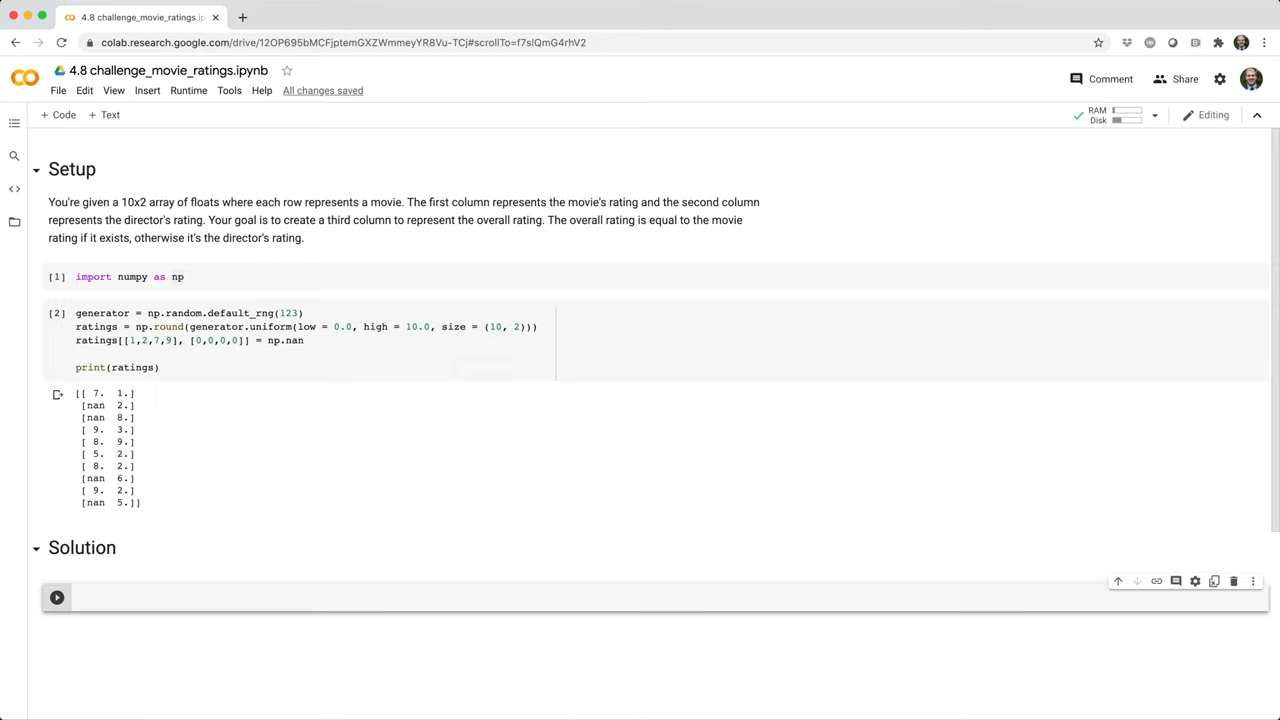 4.8 challenge_movie_ratings.ip
colab.research.google.com/drive/12OP695bMCFjptemGXZWmmeyYR8Vu-TCj#scrollTo=f7slQmG4rhV2
4.8 challenge_movie_ratings.ipynb
Comment
Share
File Edit View Insert Runtime Tools Help All changes saved
+ Code + Text
RAM
Disk
Editing
Setup
You're given a 10x2 array of floats where each row represents a movie. The first column represents the movie's rating and the second column
represents the director's rating. Your goal is to create a third column to represent the overall rating. The overall rating is equal to the movie
rating if it exists, otherwise it's the director's rating.
[1] import numpy as np
[2] generator = np.random.default_rng(123)
ratings = np.round(generator.uniform(low = 0.0, high = 10.0, size = (10, 2)))
ratings[[1,2,7,9], [0,0,0,0]] = np.nan
print(ratings)
[[ 7. 1.]
[nan 2.]
[nan 8.]
[ 9. 3.]
[ 8. 9.]
[ 5. 2.]
[ 8. 2.]
[nan 6.]
[ 9. 2.]
[nan 5.]]
Solution